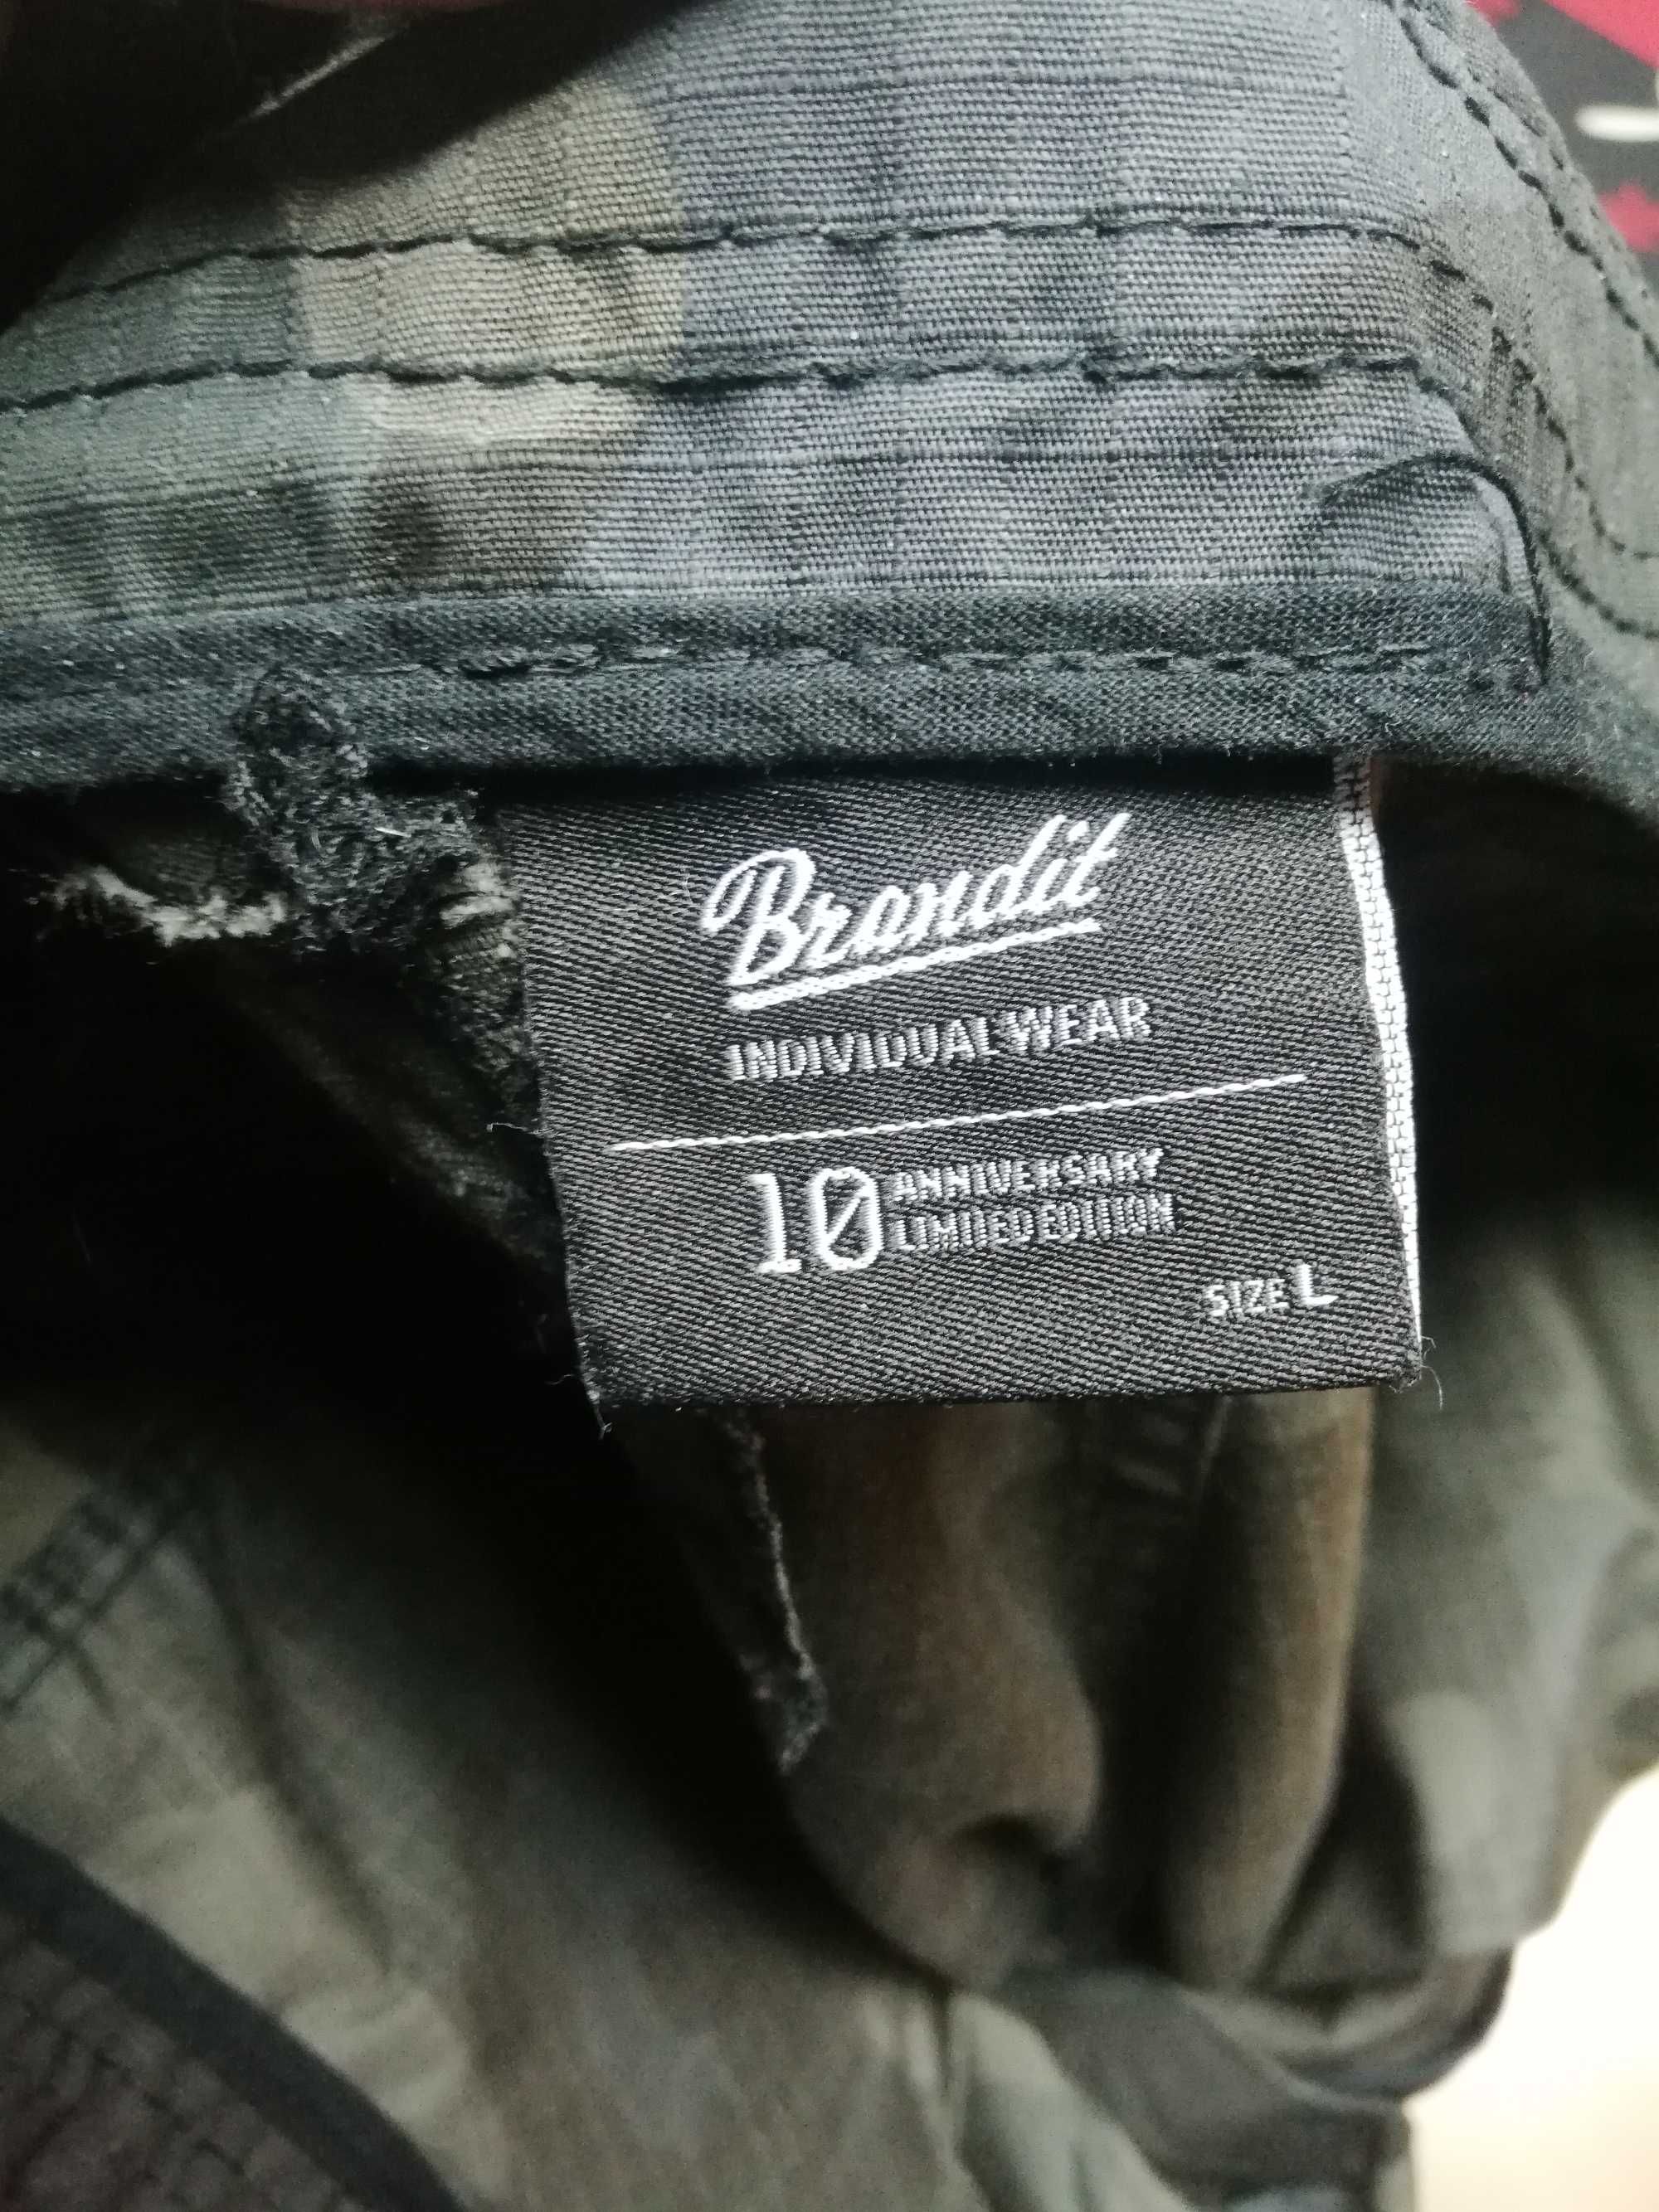 Brandit
INDIVIDUAL WEAR
10 ANNIVERSARY
LIMITED EDITION
SIZE L